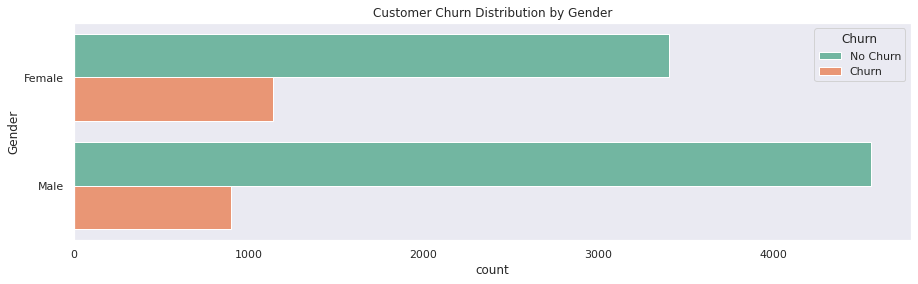 Customer Churn Distribution by Gender
Churn
No Churn
Churn
Female
Male
Gender
0 1000 2000 3000 4000
count